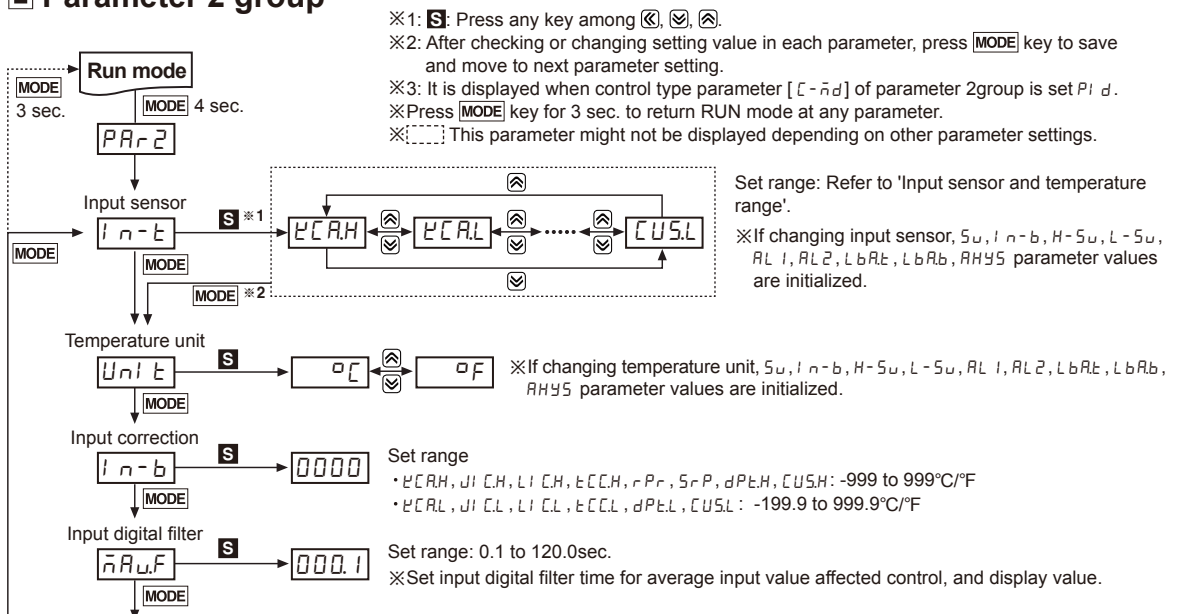 Parameter 2 group
※1: S: Press any key among ≪, ︾, ︽.
※2: After checking or changing setting value in each parameter, press MODE key to save
and move to next parameter setting.
※3: It is displayed when control type parameter [C-md] of parameter 2group is set PId.
※Press MODE key for 3 sec. to return RUN mode at any parameter.
※[ ] This parameter might not be displayed depending on other parameter settings.
Run mode
MODE
3 sec.
MODE 4 sec.
PAr2
Input sensor
In-t
S ※1
KCA.H
KCA.L
CUS.L
Set range: Refer to 'Input sensor and temperature
range'.
※If changing input sensor, Sv, In-b, H-Sv, L-Sv,
AL1, AL2, LbA.t, LbA.b, AHYS parameter values
are initialized.
MODE
MODE
MODE ※2
Temperature unit
UnIt
S
°C
°F
※If changing temperature unit, Sv, In-b, H-Sv, L-Sv, AL1, AL2, LbA.t, LbA.b,
AHYS parameter values are initialized.
MODE
Input correction
In-b
S
0000
Set range
•KCA.H, JIC.H, LIC.H, tCC.H, rPr, SrP, dPt.H, CUS.H: -999 to 999°C/°F
•KCA.L, JIC.L, LIC.L, tCC.L, dPt.L, CUS.L: -199.9 to 999.9°C/°F
MODE
Input digital filter
mAv.F
S
000.1
Set range: 0.1 to 120.0sec.
※Set input digital filter time for average input value affected control, and display value.
MODE